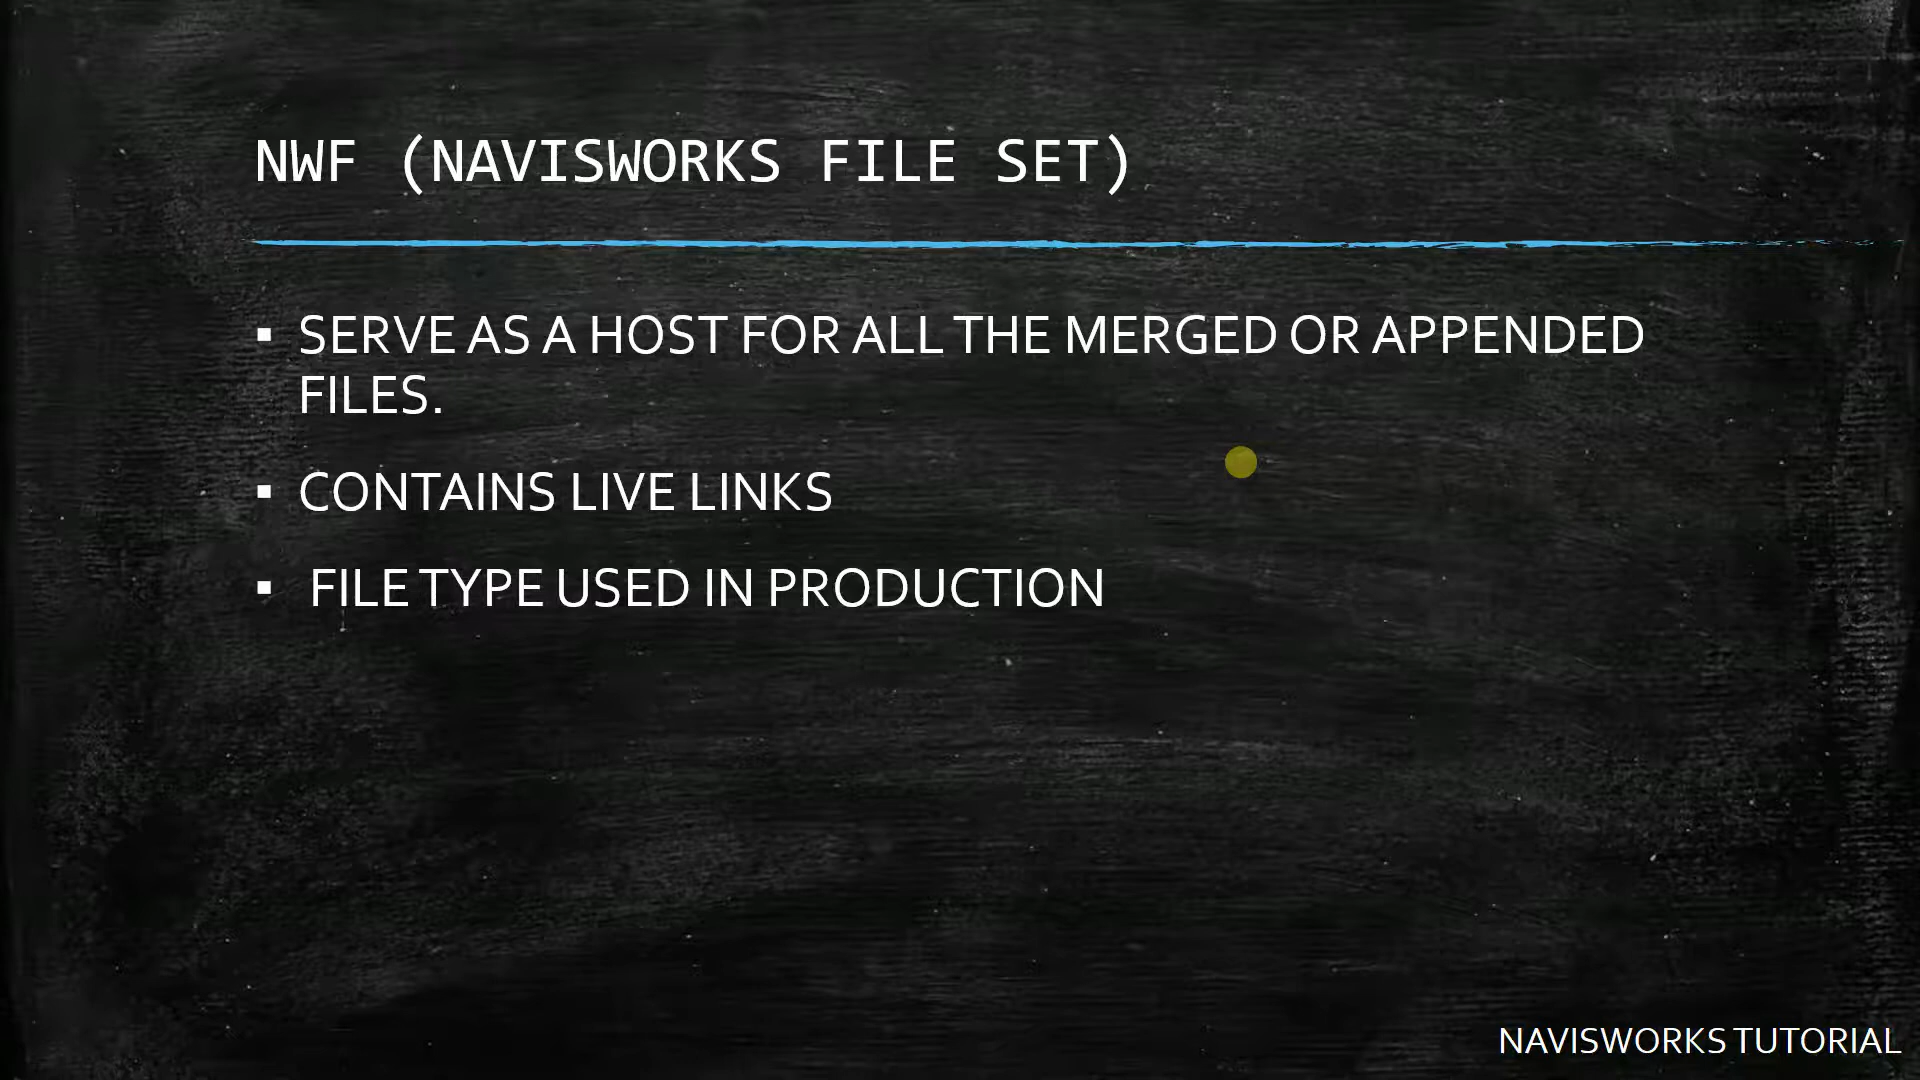 NWF (NAVISWORKS FILE SET)
▪ SERVE AS A HOST FOR ALL THE MERGED OR APPENDED
FILES.
▪ CONTAINS LIVE LINKS
▪ FILE TYPE USED IN PRODUCTION
NAVISWORKS TUTORIAL